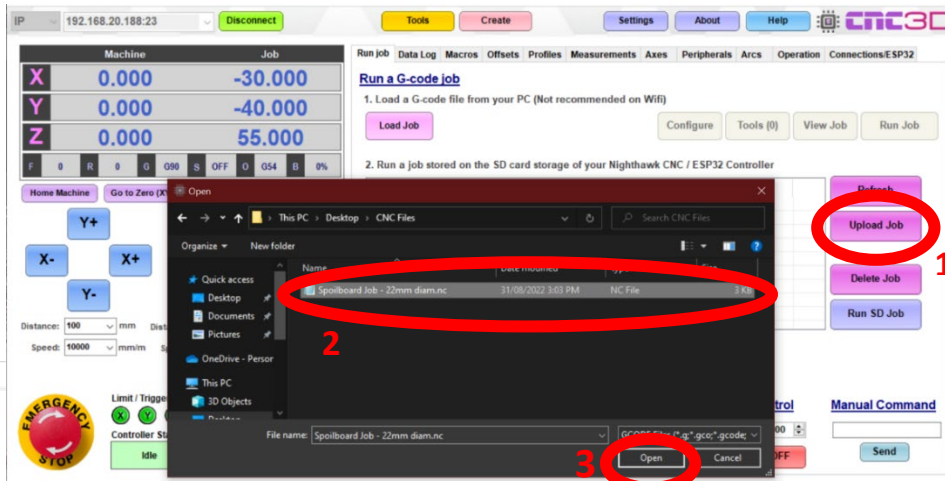 IP 192.168.20.188:23 Disconnect Tools Create Settings About Help CNC3D
Machine Job
X 0.000 -30.000
Y 0.000 -40.000
Z 0.000 55.000
F 0 R 0 G G90 S OFF O G54 B 0%
Home Machine Go to Zero (XY
Y+
X- X+
Y-
Distance: 100 mm Dist
Speed: 10000 mm/m Sp
EMERGENCY STOP
Limit / Trigge
X Y
Controller Sta
Idle
Run job Data Log Macros Offsets Profiles Measurements Axes Peripherals Arcs Operation Connections/ESP32
Run a G-code job
1. Load a G-code file from your PC (Not recommended on Wifi)
Load Job Configure Tools (0) View Job Run Job
2. Run a job stored on the SD card storage of your Nighthawk CNC / ESP32 Controller
Refresh
Upload Job
1
Delete Job
Run SD Job
Open
This PC > Desktop > CNC Files Search CNC Files
Organize New folder
Name Date modified Type Size
Quick access
Desktop
Documents
Pictures
OneDrive - Person
This PC
3D Objects
Desktop
Spoilboard Job - 22mm diam.nc 31/08/2022 3:03 PM NC File 3 KB
2
File name: Spoilboard Job - 22mm diam.nc GCODE Files (*.g;*.gco;*.gcode;
3
Open Cancel
trol
00
OFF
Manual Command
Send